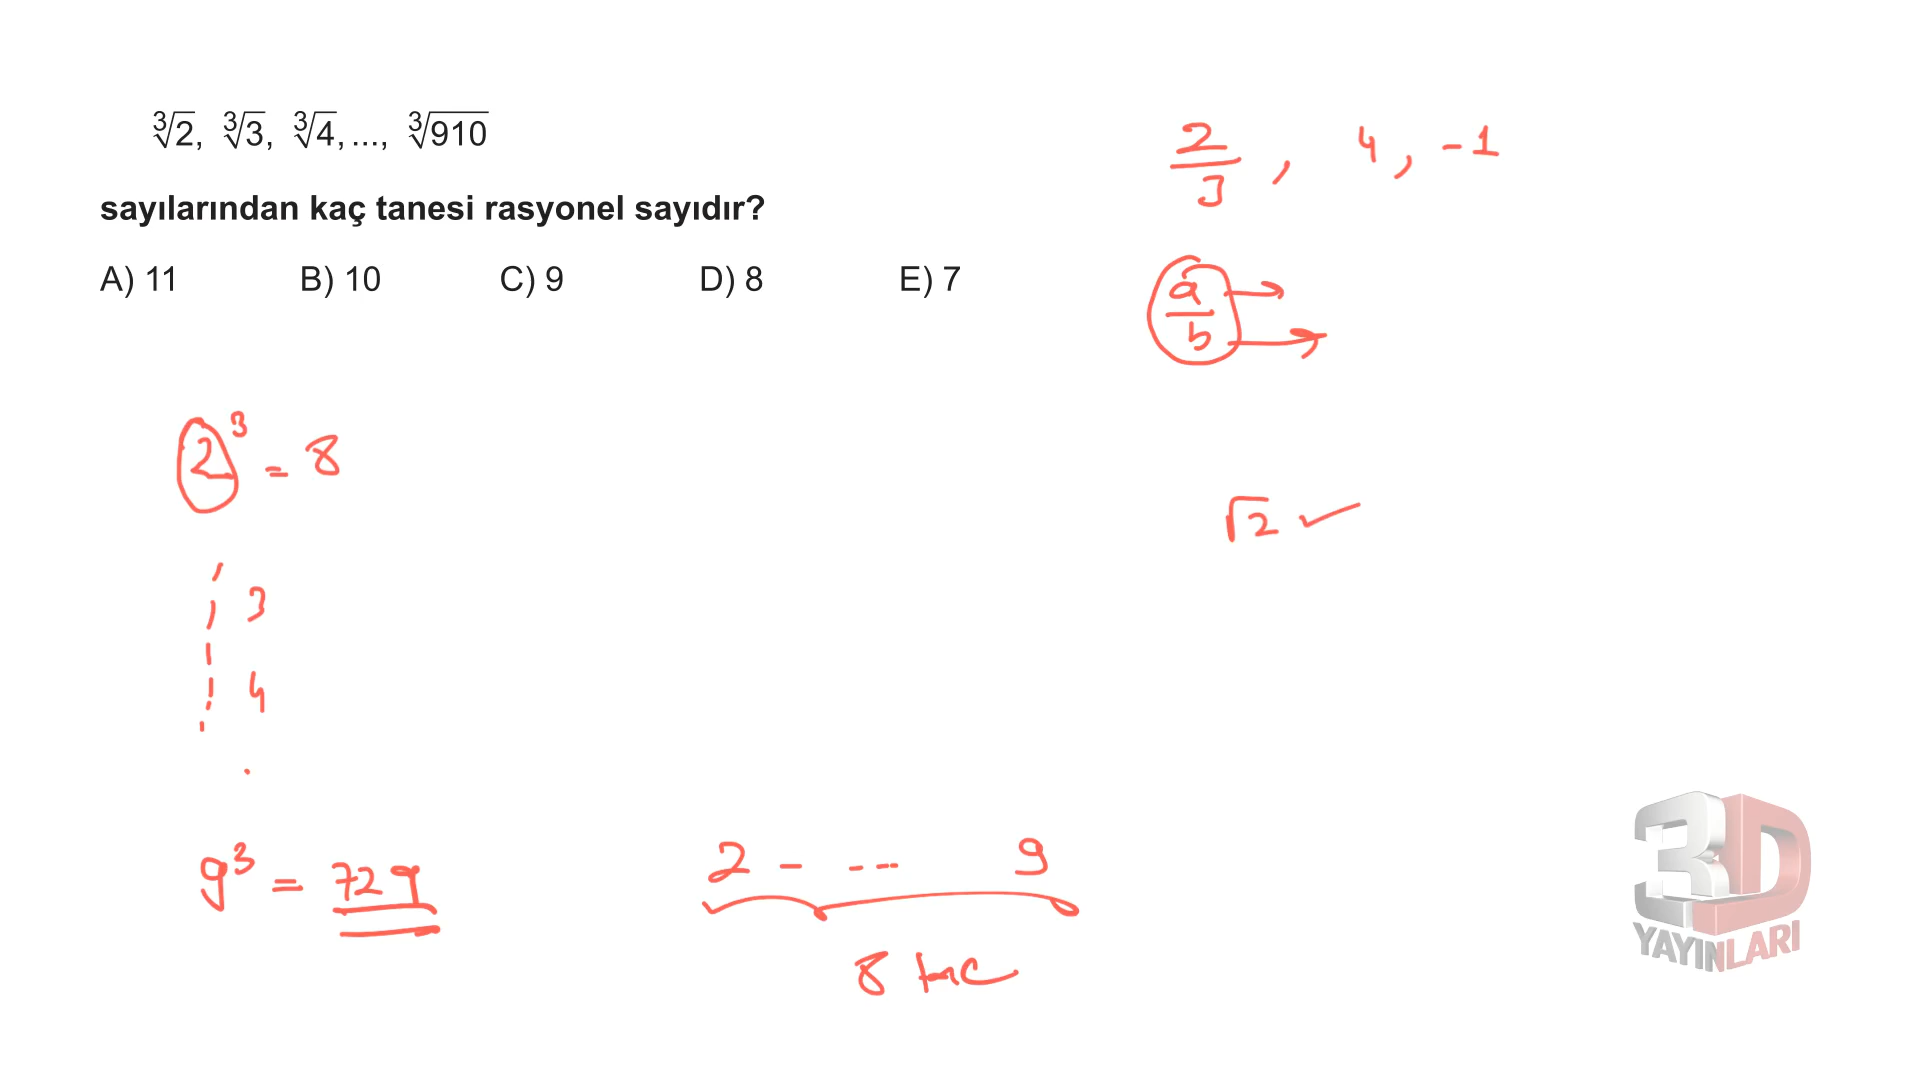 ∛2, ∛3, ∛4, ..., ∛910
sayılarından kaç tanesi rasyonel sayıdır?
A) 11 B) 10 C) 9 D) 8 E) 7
2/3, 4, -1
a/b
2³ = 8
√2 ✓
3
4
9³ = 729
2 - -- -- 9
8 tane
3D
YAYINLARI